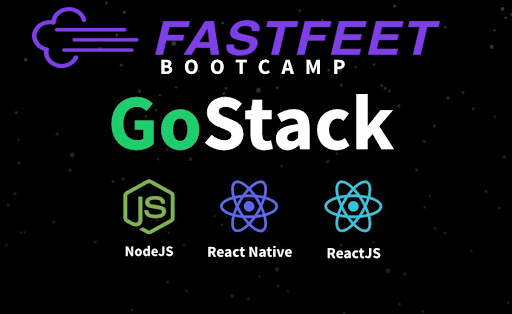 FASTFEET
BOOTCAMP
GoStack
JS
NodeJS React Native ReactJS